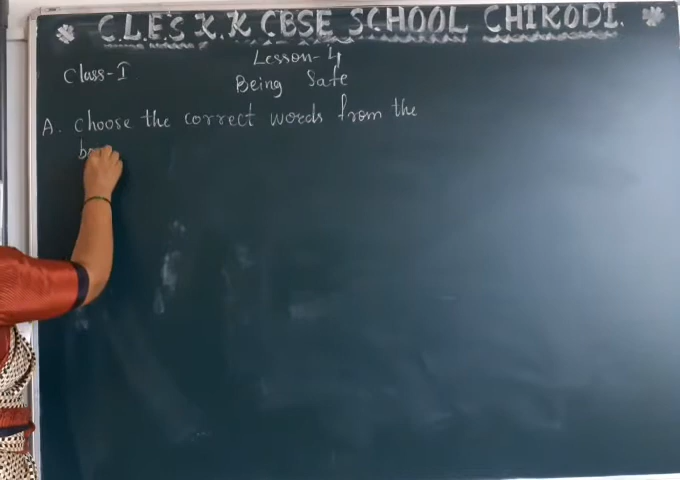 C.L.E'S K.K CBSE SCHOOL CHIKODI.
Lesson-4
Class-I
Being Safe
A. Choose the correct words from the